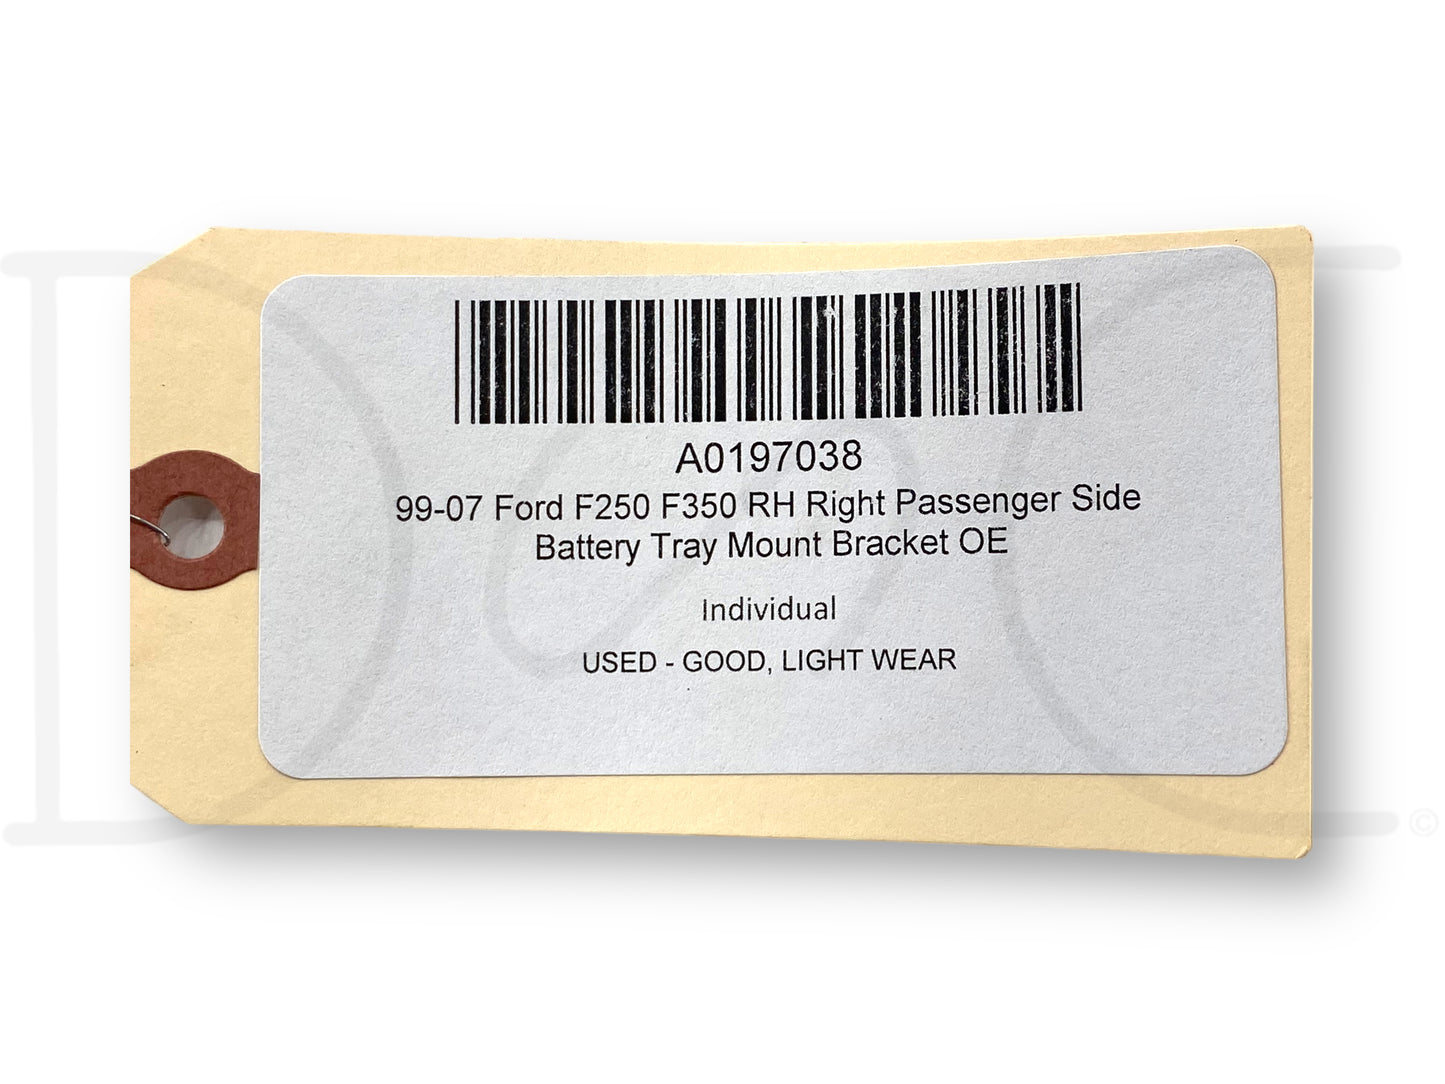 A0197038
99-07 Ford F250 F350 RH Right Passenger Side
Battery Tray Mount Bracket OE
Individual
USED - GOOD, LIGHT WEAR
©